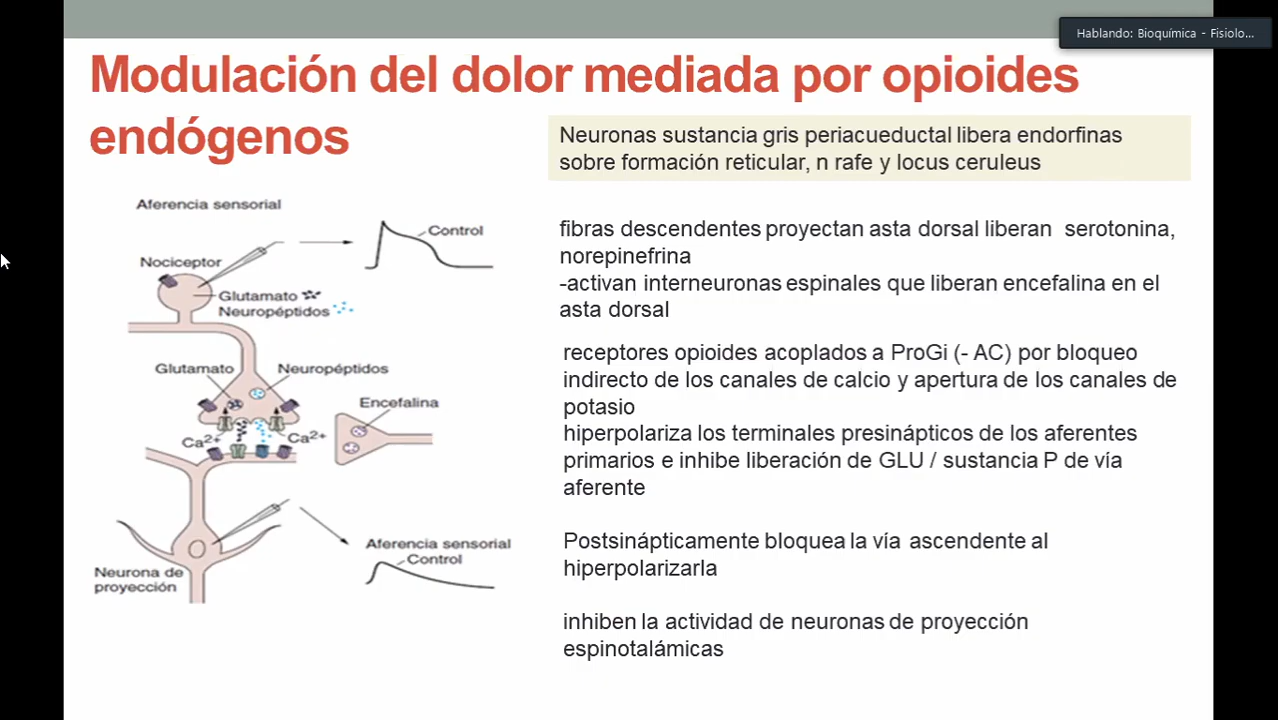 Hablando: Bioquímica - Fisiolo...
Modulación del dolor mediada por opioides
endógenos
Neuronas sustancia gris periacueductal libera endorfinas
sobre formación reticular, n rafe y locus ceruleus
Aferencia sensorial
Control
Nociceptor
Glutamato
Neuropéptidos
Glutamato
Neuropéptidos
Encefalina
Ca2+
Ca2+
Aferencia sensorial
Control
Neurona de
proyección
fibras descendentes proyectan asta dorsal liberan serotonina,
norepinefrina
-activan interneuronas espinales que liberan encefalina en el
asta dorsal
receptores opioides acoplados a ProGi (- AC) por bloqueo
indirecto de los canales de calcio y apertura de los canales de
potasio
hiperpolariza los terminales presinápticos de los aferentes
primarios e inhibe liberación de GLU / sustancia P de vía
aferente
Postsinápticamente bloquea la vía ascendente al
hiperpolarizarla
inhiben la actividad de neuronas de proyección
espinotalámicas